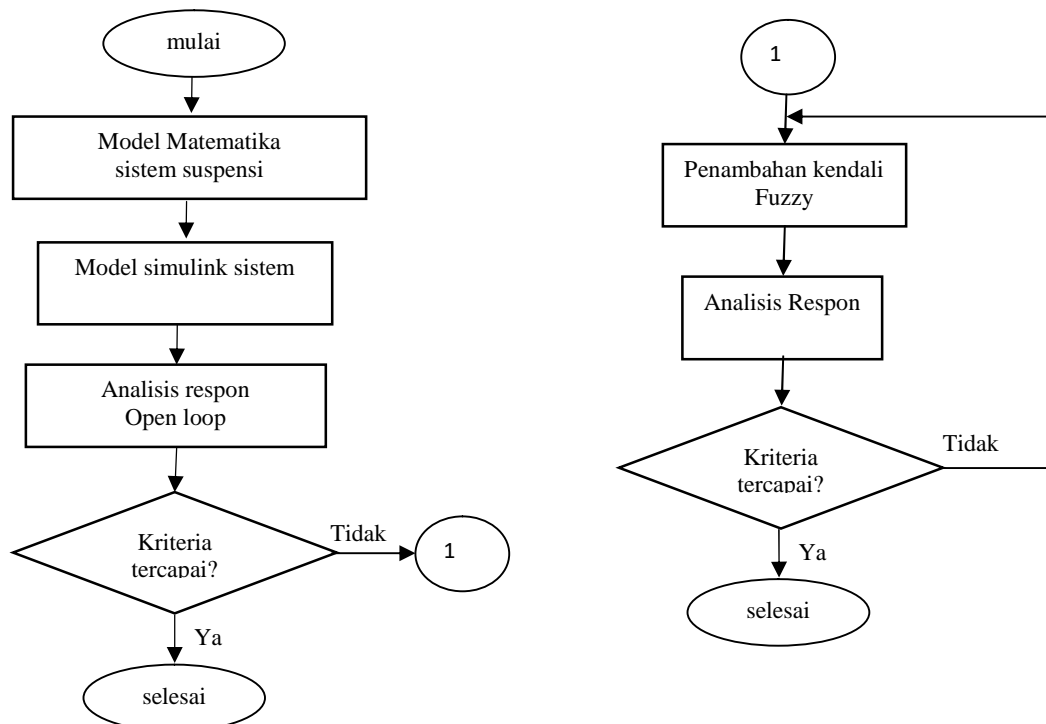 mulai
Model Matematika
sistem suspensi
Model simulink sistem
Analisis respon
Open loop
Kriteria
tercapai?
Tidak
1
Ya
selesai
1
Penambahan kendali
Fuzzy
Analisis Respon
Kriteria
tercapai?
Tidak
Ya
selesai